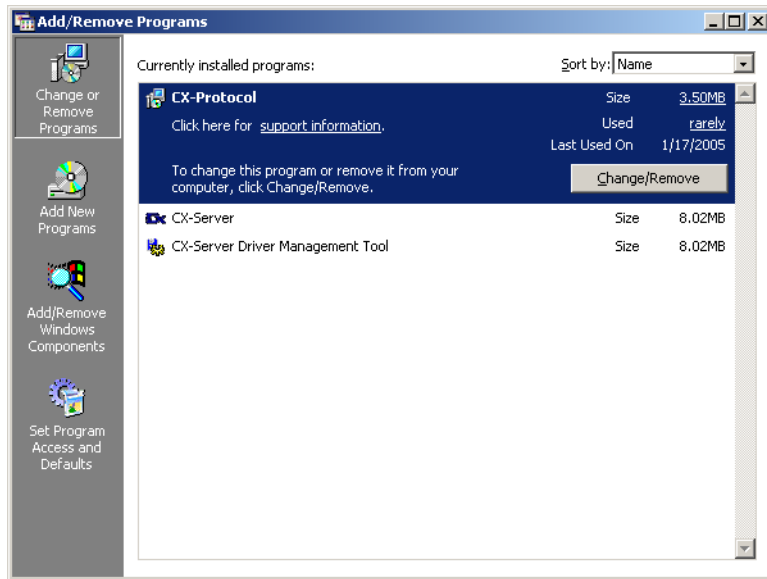 Add/Remove Programs
Change or
Remove
Programs
Add New
Programs
Add/Remove
Windows
Components
Set Program
Access and
Defaults
Currently installed programs:
Sort by: Name
CX-Protocol Size 3.50MB
Click here for support information. Used rarely
Last Used On 1/17/2005
To change this program or remove it from your
computer, click Change/Remove.
Change/Remove
CX-Server Size 8.02MB
CX-Server Driver Management Tool Size 8.02MB